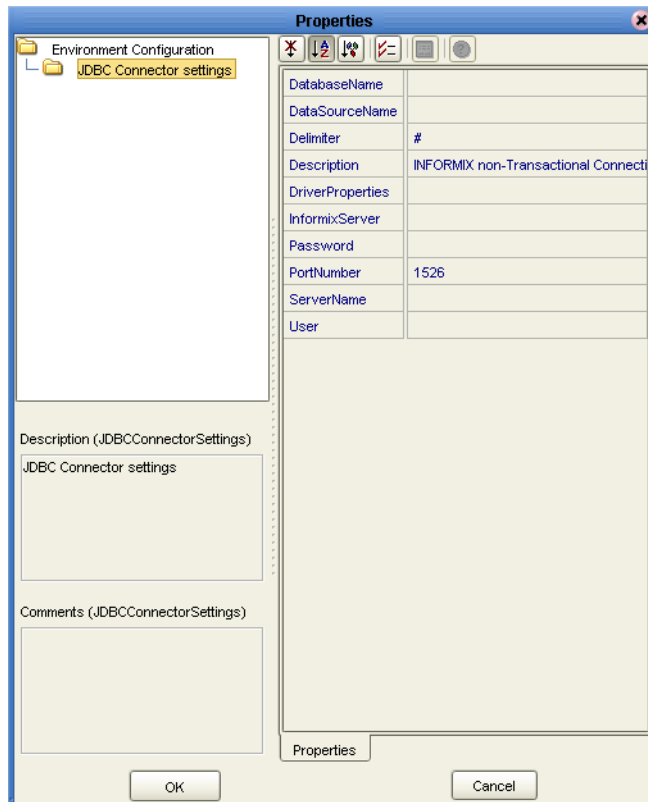 Properties
Environment Configuration
JDBC Connector settings
DatabaseName
DataSourceName
Delimiter #
Description INFORMIX non-Transactional Connecti
DriverProperties
InformixServer
Password
PortNumber 1526
ServerName
User
Description (JDBCConnectorSettings)
JDBC Connector settings
Comments (JDBCConnectorSettings)
Properties
OK Cancel